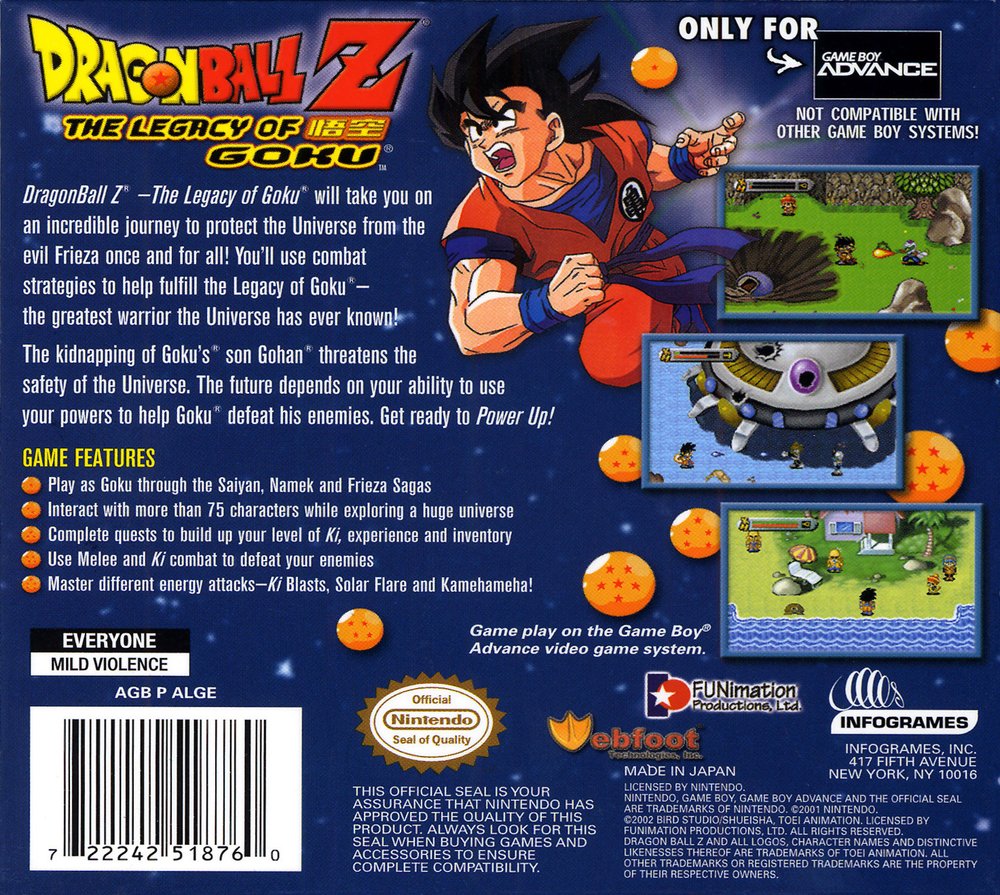 DRAGONBALL Z®
THE LEGACY OF 悟空
GOKU™
ONLY FOR
GAME BOY
ADVANCE
NOT COMPATIBLE WITH
OTHER GAME BOY SYSTEMS!
DragonBall Z® –The Legacy of Goku® will take you on
an incredible journey to protect the Universe from the
evil Frieza once and for all! You'll use combat
strategies to help fulfill the Legacy of Goku®–
the greatest warrior the Universe has ever known!
The kidnapping of Goku's® son Gohan® threatens the
safety of the Universe. The future depends on your ability to use
your powers to help Goku® defeat his enemies. Get ready to Power Up!
GAME FEATURES
Play as Goku through the Saiyan, Namek and Frieza Sagas
Interact with more than 75 characters while exploring a huge universe
Complete quests to build up your level of Ki, experience and inventory
Use Melee and Ki combat to defeat your enemies
Master different energy attacks–Ki Blasts, Solar Flare and Kamehameha!
Game play on the Game Boy®
Advance video game system.
EVERYONE
MILD VIOLENCE
AGB P ALGE
7 22242 51876 0
Official
Nintendo
Seal of Quality
THIS OFFICIAL SEAL IS YOUR
ASSURANCE THAT NINTENDO HAS
APPROVED THE QUALITY OF THIS
PRODUCT. ALWAYS LOOK FOR THIS
SEAL WHEN BUYING GAMES AND
ACCESSORIES TO ENSURE
COMPLETE COMPATIBILITY.
FUNimation
Productions, Ltd.
Webfoot
Technologies, Inc.
INFOGRAMES
INFOGRAMES, INC.
417 FIFTH AVENUE
NEW YORK, NY 10016
MADE IN JAPAN
LICENSED BY NINTENDO.
NINTENDO, GAME BOY, GAME BOY ADVANCE AND THE OFFICIAL SEAL
ARE TRADEMARKS OF NINTENDO. ©2001 NINTENDO.
©2002 BIRD STUDIO/SHUEISHA, TOEI ANIMATION. LICENSED BY
FUNIMATION PRODUCTIONS, LTD. ALL RIGHTS RESERVED.
DRAGON BALL Z AND ALL LOGOS, CHARACTER NAMES AND DISTINCTIVE
LIKENESSES THEREOF ARE TRADEMARKS OF TOEI ANIMATION. ALL
OTHER TRADEMARKS OR REGISTERED TRADEMARKS ARE THE PROPERTY
OF THEIR RESPECTIVE OWNERS.